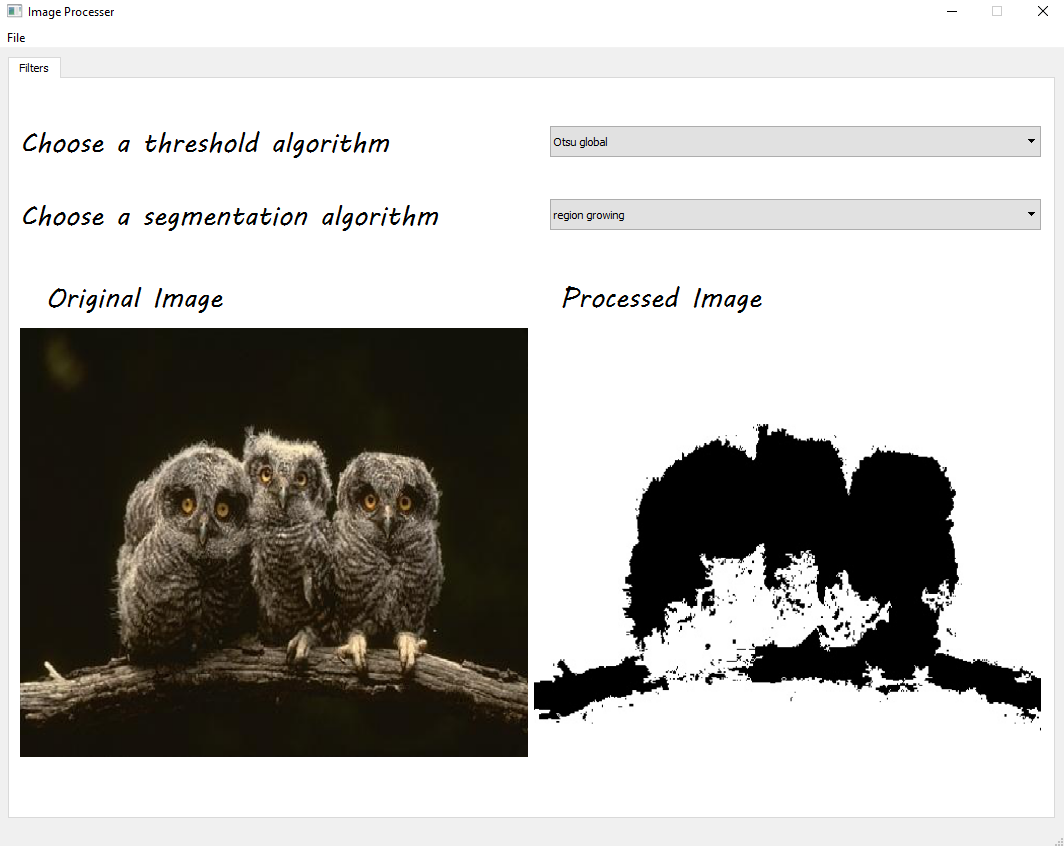 Image Processer
File
Filters
Choose a threshold algorithm
Otsu global
Choose a segmentation algorithm
region growing
Original Image
Processed Image